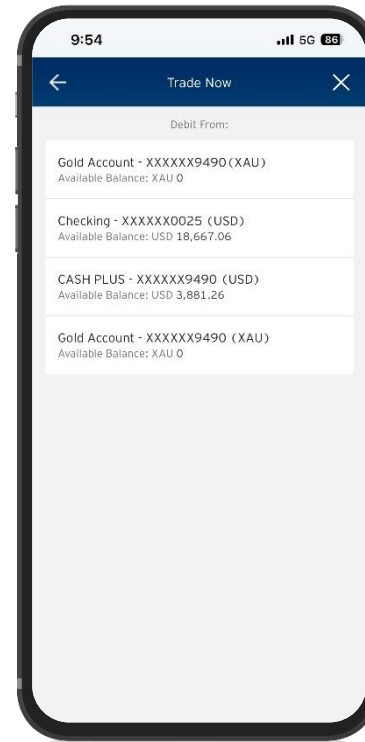 9:54 5G 86
Trade Now
Debit From:
Gold Account - XXXXXX9490(XAU)
Available Balance: XAU 0
Checking - XXXXXX0025 (USD)
Available Balance: USD 18,667.06
CASH PLUS - XXXXXX9490 (USD)
Available Balance: USD 3,881.26
Gold Account - XXXXXX9490 (XAU)
Available Balance: XAU 0